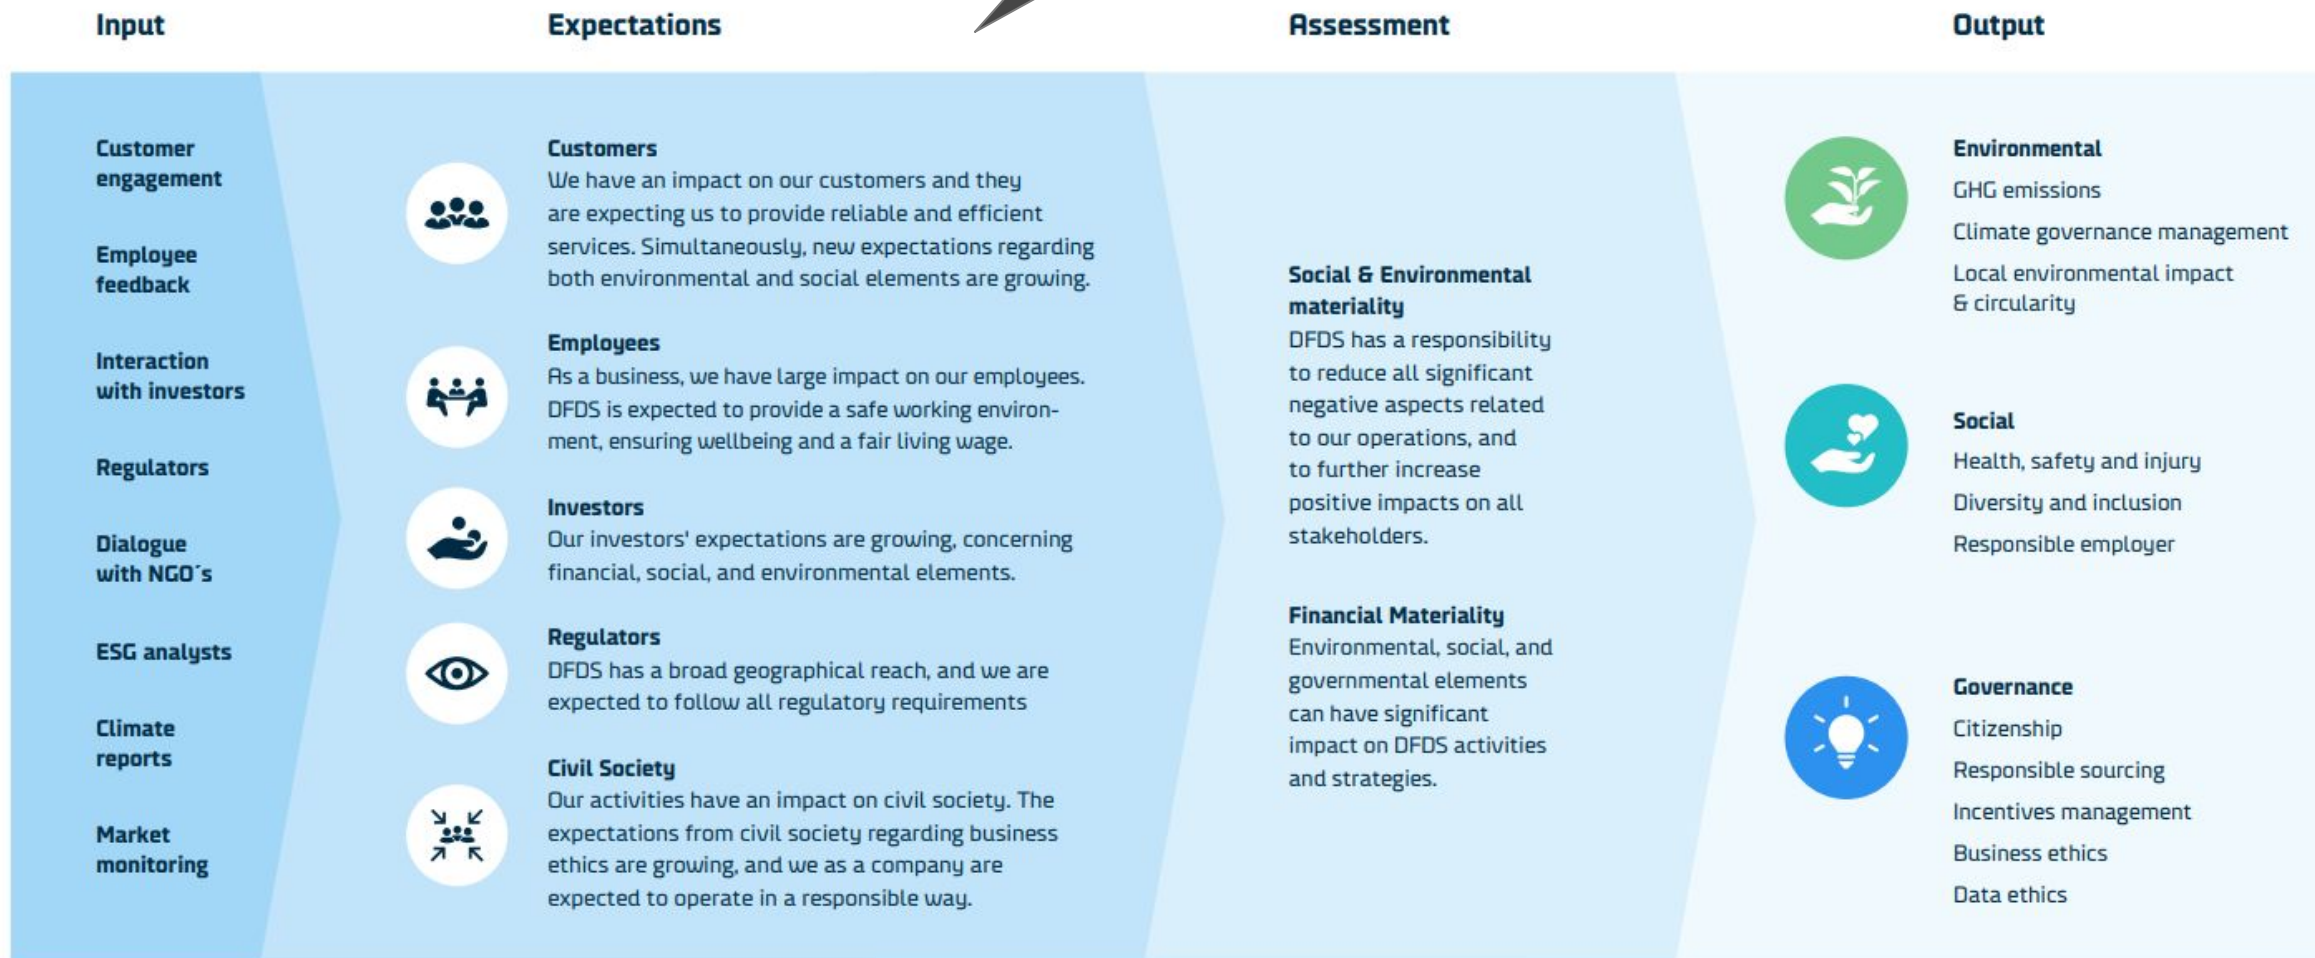 Input
Expectations
Assessment
Output
Customer
engagement
Employee
feedback
Interaction
with investors
Regulators
Dialogue
with NGO´s
ESG analysts
Climate
reports
Market
monitoring
Customers
We have an impact on our customers and they
are expecting us to provide reliable and efficient
services. Simultaneously, new expectations regarding
both environmental and social elements are growing.
Employees
As a business, we have large impact on our employees.
DFDS is expected to provide a safe working environ-
ment, ensuring wellbeing and a fair living wage.
Investors
Our investors' expectations are growing, concerning
financial, social, and environmental elements.
Regulators
DFDS has a broad geographical reach, and we are
expected to follow all regulatory requirements
Civil Society
Our activities have an impact on civil society. The
expectations from civil society regarding business
ethics are growing, and we as a company are
expected to operate in a responsible way.
Social & Environmental
materiality
DFDS has a responsibility
to reduce all significant
negative aspects related
to our operations, and
to further increase
positive impacts on all
stakeholders.
Financial Materiality
Environmental, social, and
governmental elements
can have significant
impact on DFDS activities
and strategies.
Environmental
GHG emissions
Climate governance management
Local environmental impact
& circularity
Social
Health, safety and injury
Diversity and inclusion
Responsible employer
Governance
Citizenship
Responsible sourcing
Incentives management
Business ethics
Data ethics